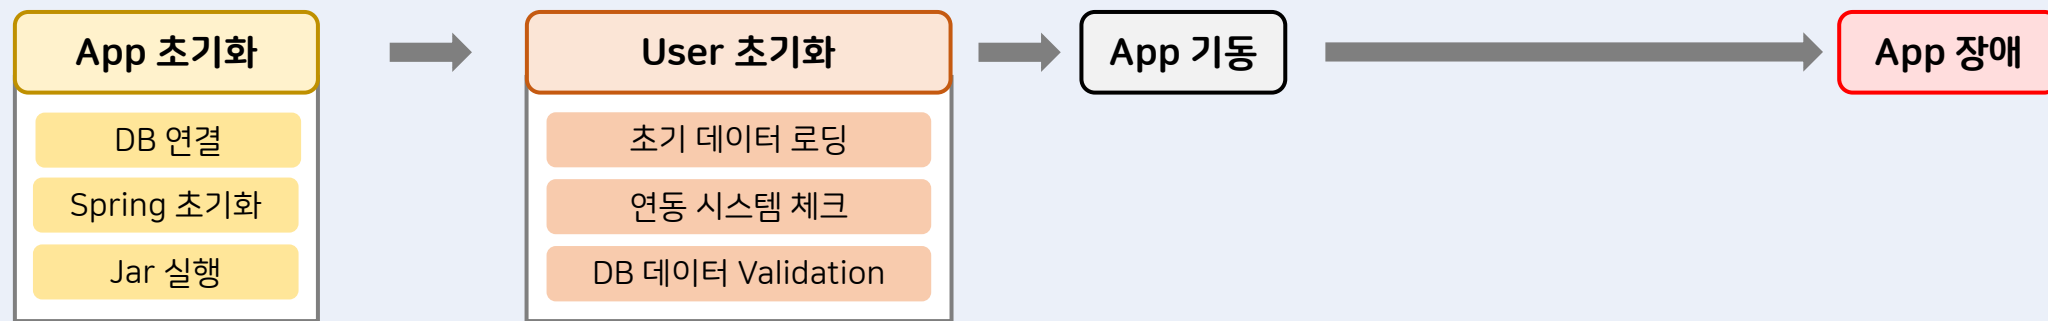 App 초기화
DB 연결
Spring 초기화
Jar 실행
User 초기화
초기 데이터 로딩
연동 시스템 체크
DB 데이터 Validation
App 기동
App 장애